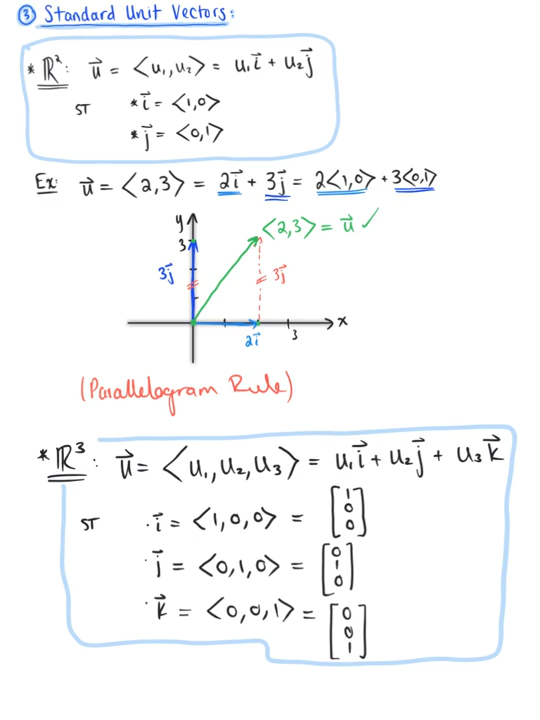 ③ Standard Unit Vectors:
* ℝ²: u⃗ = <u₁, u₂> = u₁i⃗ + u₂j⃗
ST * i⃗ = <1,0>
* j⃗ = <0,1>
Ex: u⃗ = <2,3> = 2i⃗ + 3j⃗ = 2<1,0> + 3<0,1>
y
3
<2,3> = u⃗ ✓
3j⃗
3j⃗
x
2i⃗
3
(Parallelogram Rule)
* ℝ³: u⃗ = <u₁, u₂, u₃> = u₁i⃗ + u₂j⃗ + u₃k⃗
ST · i⃗ = <1,0,0> = [1 0 0]
· j⃗ = <0,1,0> = [0 1 0]
· k⃗ = <0,0,1> = [0 0 1]